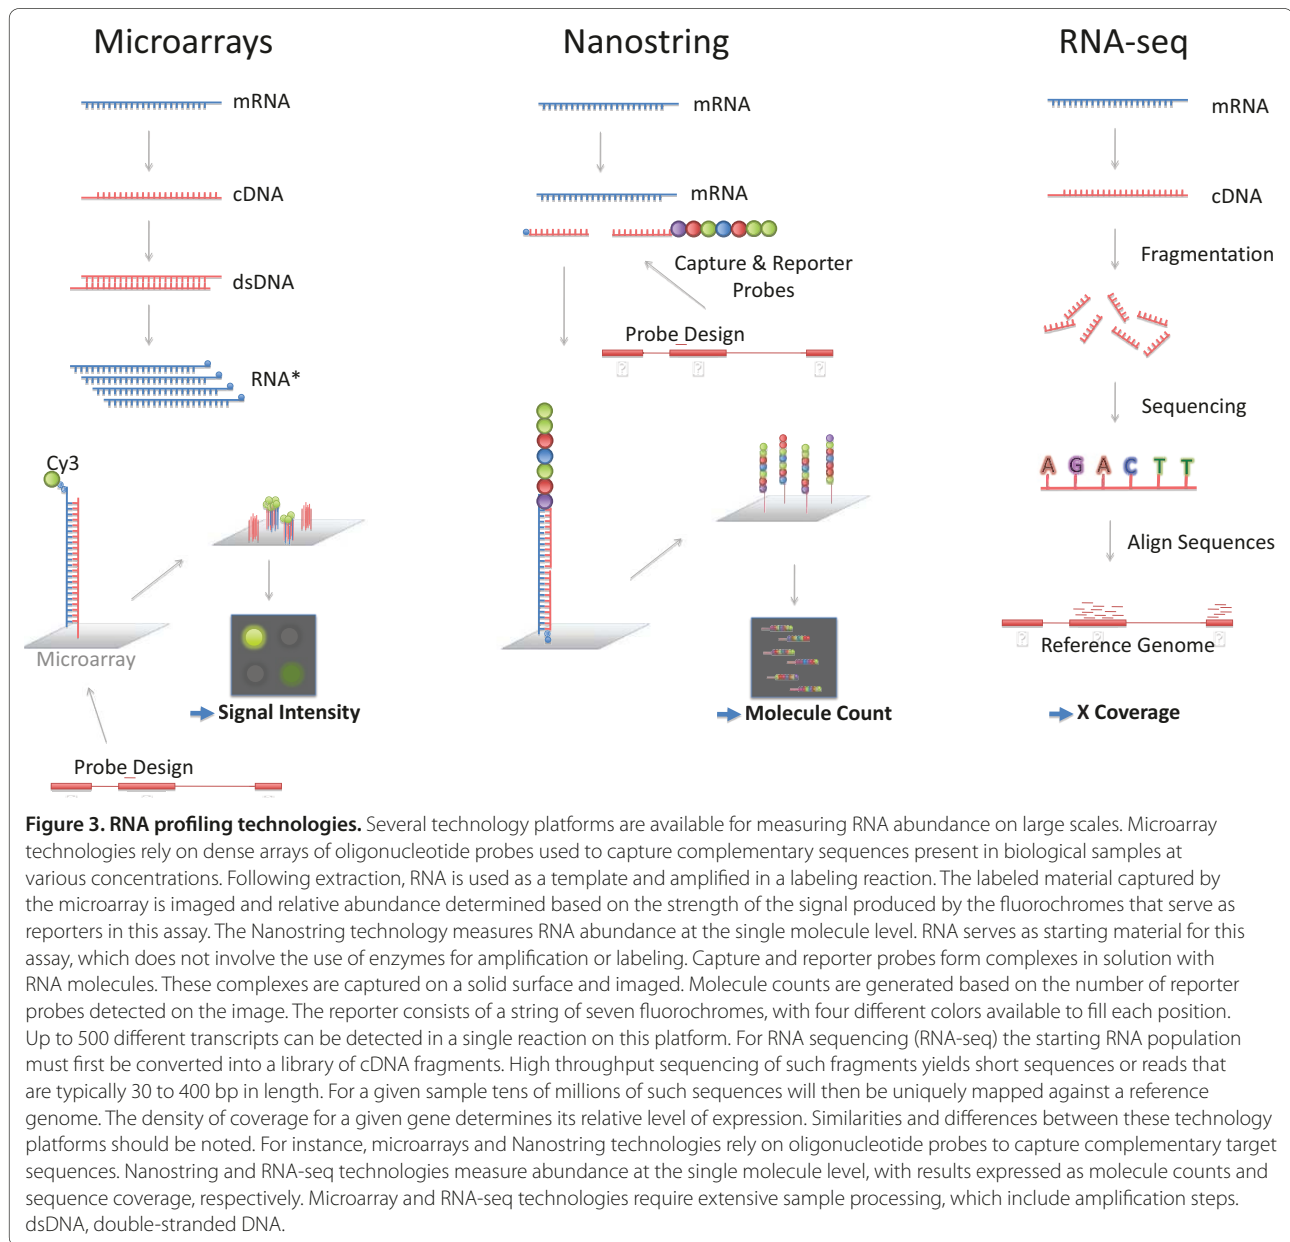 Microarrays
mRNA
cDNA
dsDNA
RNA*
Cy3
Microarray
Signal Intensity
Probe Design
Nanostring
mRNA
mRNA
Capture & Reporter
Probes
Probe Design
? ? ?
Molecule Count
RNA-seq
mRNA
cDNA
Fragmentation
Sequencing
A G A C T T
Align Sequences
? ? ?
Reference Genome
X Coverage
Figure 3. RNA profiling technologies. Several technology platforms are available for measuring RNA abundance on large scales. Microarray
technologies rely on dense arrays of oligonucleotide probes used to capture complementary sequences present in biological samples at
various concentrations. Following extraction, RNA is used as a template and amplified in a labeling reaction. The labeled material captured by
the microarray is imaged and relative abundance determined based on the strength of the signal produced by the fluorochromes that serve as
reporters in this assay. The Nanostring technology measures RNA abundance at the single molecule level. RNA serves as starting material for this
assay, which does not involve the use of enzymes for amplification or labeling. Capture and reporter probes form complexes in solution with
RNA molecules. These complexes are captured on a solid surface and imaged. Molecule counts are generated based on the number of reporter
probes detected on the image. The reporter consists of a string of seven fluorochromes, with four different colors available to fill each position.
Up to 500 different transcripts can be detected in a single reaction on this platform. For RNA sequencing (RNA-seq) the starting RNA population
must first be converted into a library of cDNA fragments. High throughput sequencing of such fragments yields short sequences or reads that
are typically 30 to 400 bp in length. For a given sample tens of millions of such sequences will then be uniquely mapped against a reference
genome. The density of coverage for a given gene determines its relative level of expression. Similarities and differences between these technology
platforms should be noted. For instance, microarrays and Nanostring technologies rely on oligonucleotide probes to capture complementary target
sequences. Nanostring and RNA-seq technologies measure abundance at the single molecule level, with results expressed as molecule counts and
sequence coverage, respectively. Microarray and RNA-seq technologies require extensive sample processing, which include amplification steps.
dsDNA, double-stranded DNA.